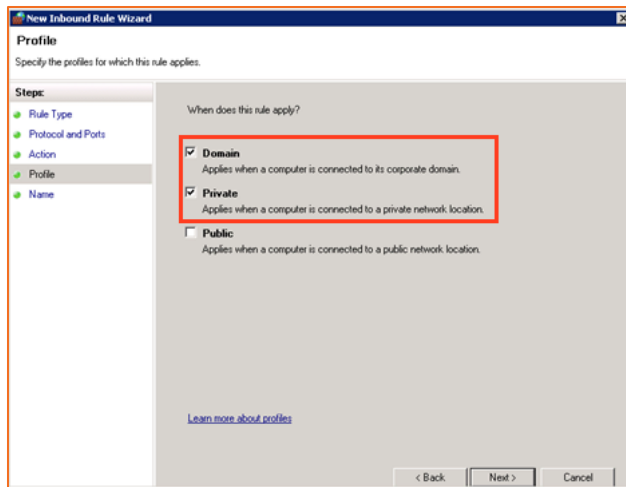 New Inbound Rule Wizard
Profile
Specify the profiles for which this rule applies.
Steps:
Rule Type
Protocol and Ports
Action
Profile
Name
When does this rule apply?
Domain
Applies when a computer is connected to its corporate domain.
Private
Applies when a computer is connected to a private network location.
Public
Applies when a computer is connected to a public network location.
Learn more about profiles
< Back
Next >
Cancel